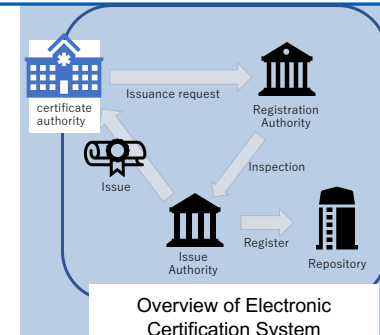 Issuance request
certificate
authority
Registration
Authority
Inspection
Issue
Issue
Authority
Register
Repository
Overview of Electronic
Certification System